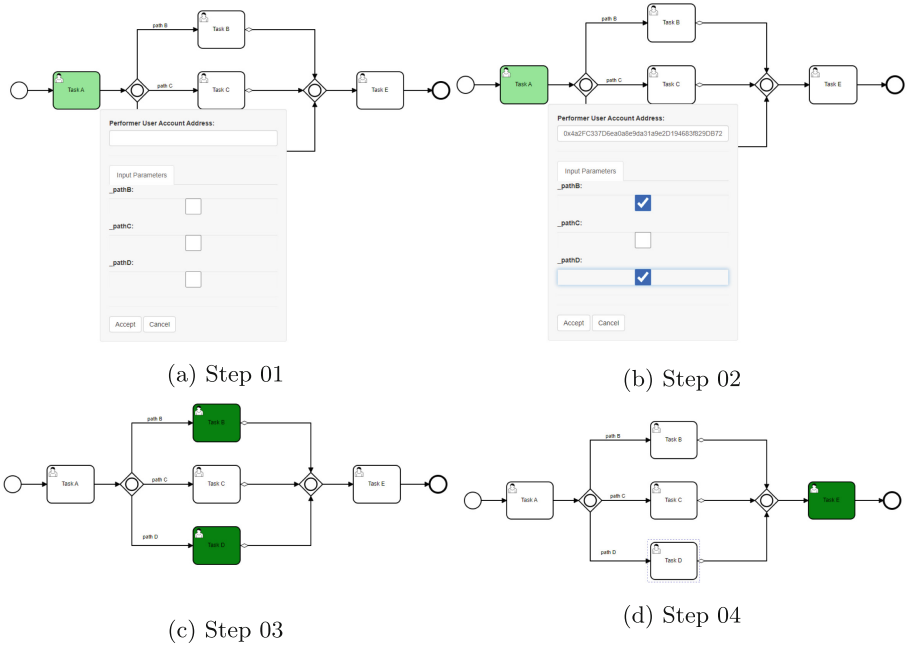 path B
Task B
Task A
path C
Task C
Task E
Performer User Account Address:
Input Parameters
_pathB:
_pathC:
_pathD:
Accept
Cancel
(a) Step 01
path B
Task B
Task A
path C
Task C
Task E
Performer User Account Address:
0x4a2FC337D6ea0a8e9da31a9e2D194683f829DB72
Input Parameters
_pathB:
_pathC:
_pathD:
Accept
Cancel
(b) Step 02
path B
Task B
Task A
path C
Task C
Task E
path D
Task D
(c) Step 03
path B
Task B
Task A
path C
Task C
Task E
path D
Task D
(d) Step 04